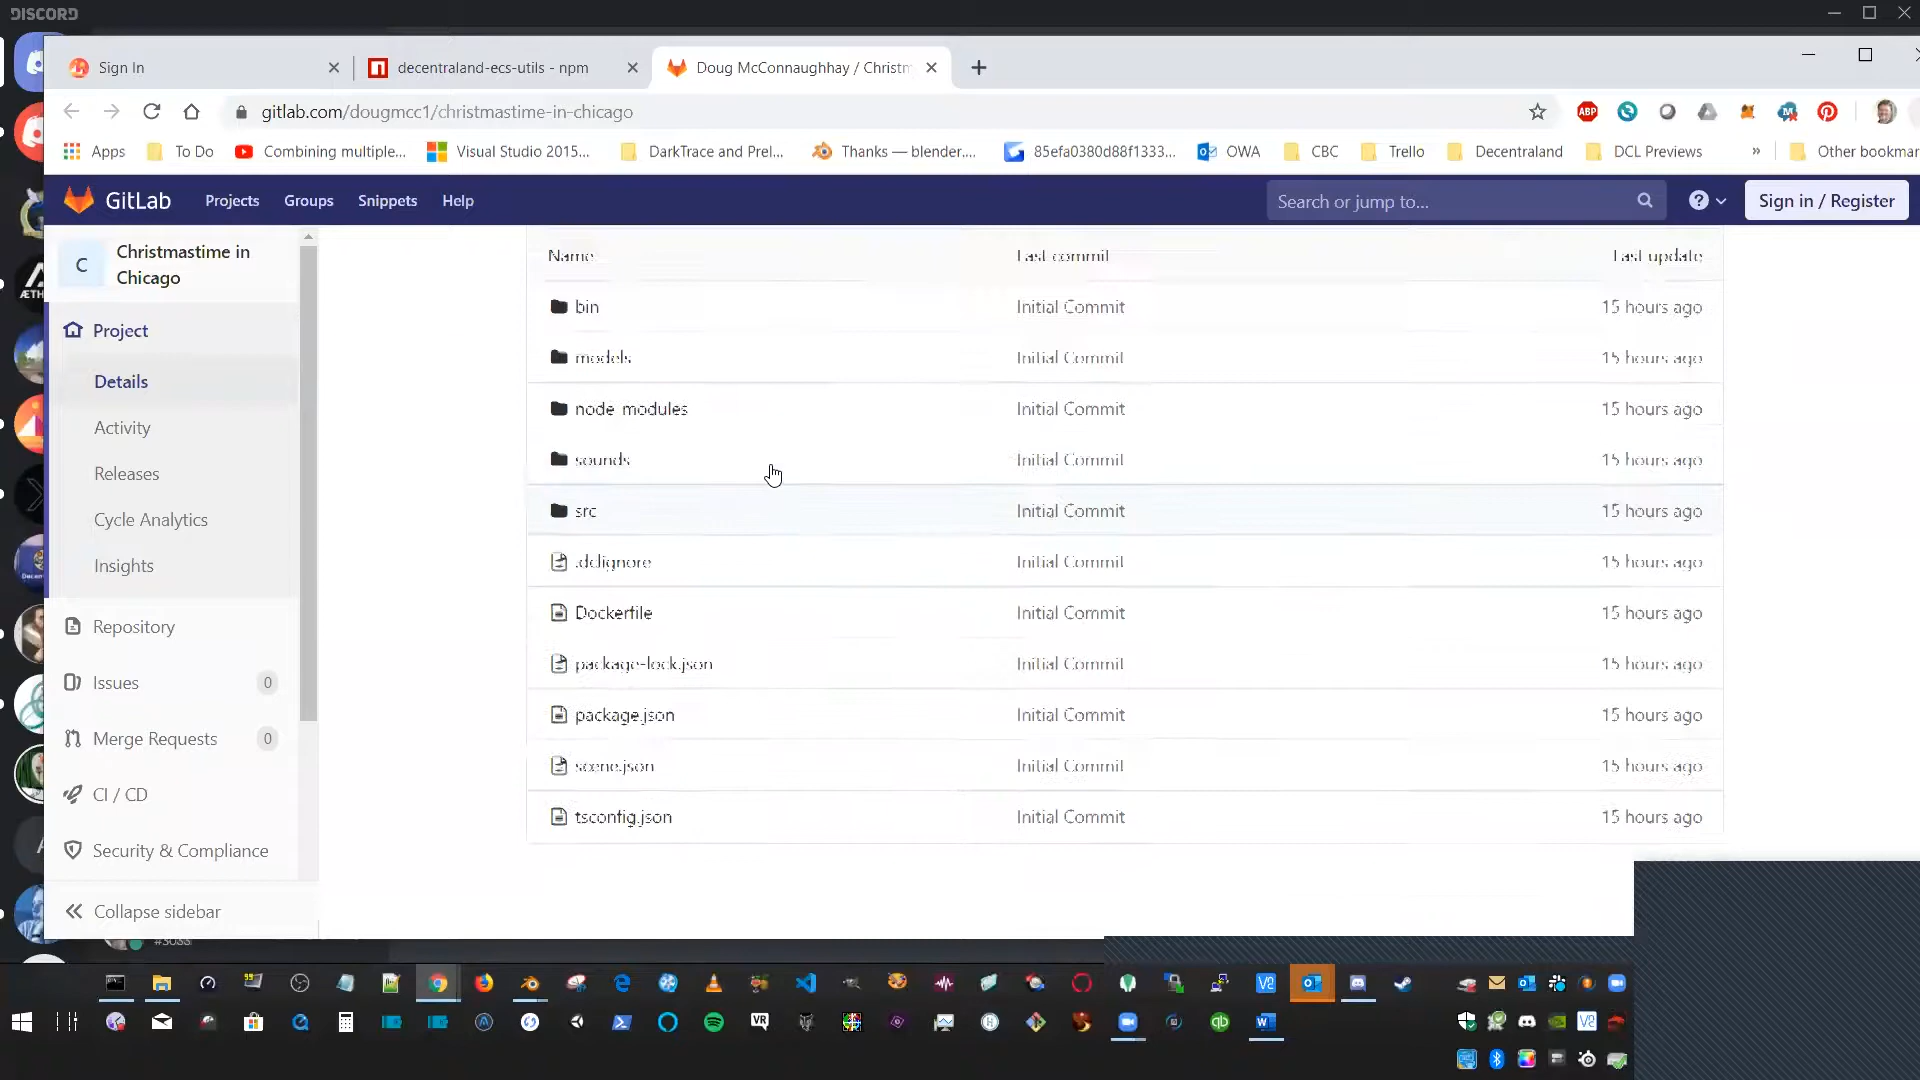 DISCORD
Sign In
decentraland-ecs-utils - npm
Doug McConnaughhay / Christm
gitlab.com/dougmcc1/christmastime-in-chicago
ABP
Apps
To Do
Combining multiple...
Visual Studio 2015...
DarkTrace and Prel...
Thanks — blender....
85efa0380d88f1333...
OWA
CBC
Trello
Decentraland
DCL Previews
»
Other bookmar
GitLab
Projects
Groups
Snippets
Help
Search or jump to...
Sign in / Register
C
Christmastime in
Chicago
Project
Details
Activity
Releases
Cycle Analytics
Insights
Repository
Issues 0
Merge Requests 0
CI / CD
Security & Compliance
Collapse sidebar
Name Last commit Last update
bin Initial Commit 15 hours ago
models Initial Commit 15 hours ago
node_modules Initial Commit 15 hours ago
sounds Initial Commit 15 hours ago
src Initial Commit 15 hours ago
.dclignore Initial Commit 15 hours ago
Dockerfile Initial Commit 15 hours ago
package-lock.json Initial Commit 15 hours ago
package.json Initial Commit 15 hours ago
scene.json Initial Commit 15 hours ago
tsconfig.json Initial Commit 15 hours ago
VR